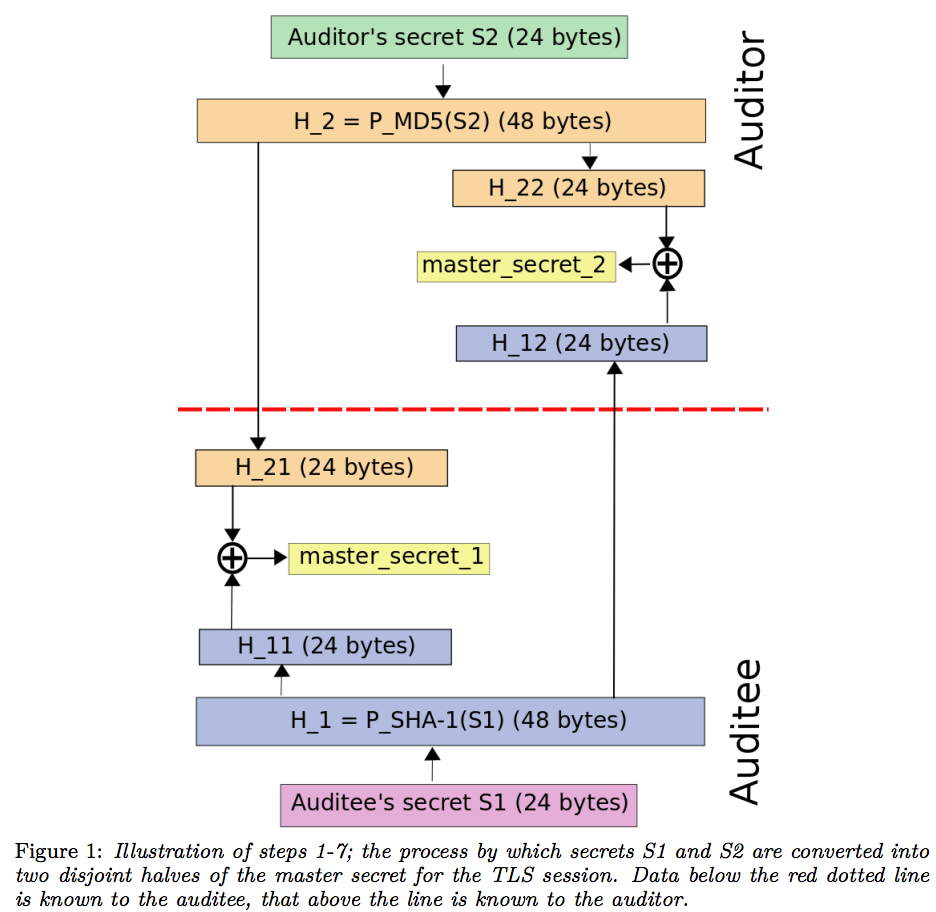 Auditor's secret S2 (24 bytes)
Auditor
H_2 = P_MD5(S2) (48 bytes)
H_22 (24 bytes)
master_secret_2
H_12 (24 bytes)
H_21 (24 bytes)
master_secret_1
H_11 (24 bytes)
Auditee
H_1 = P_SHA-1(S1) (48 bytes)
Auditee's secret S1 (24 bytes)
Figure 1: Illustration of steps 1-7; the process by which secrets S1 and S2 are converted into
two disjoint halves of the master secret for the TLS session. Data below the red dotted line
is known to the auditee, that above the line is known to the auditor.